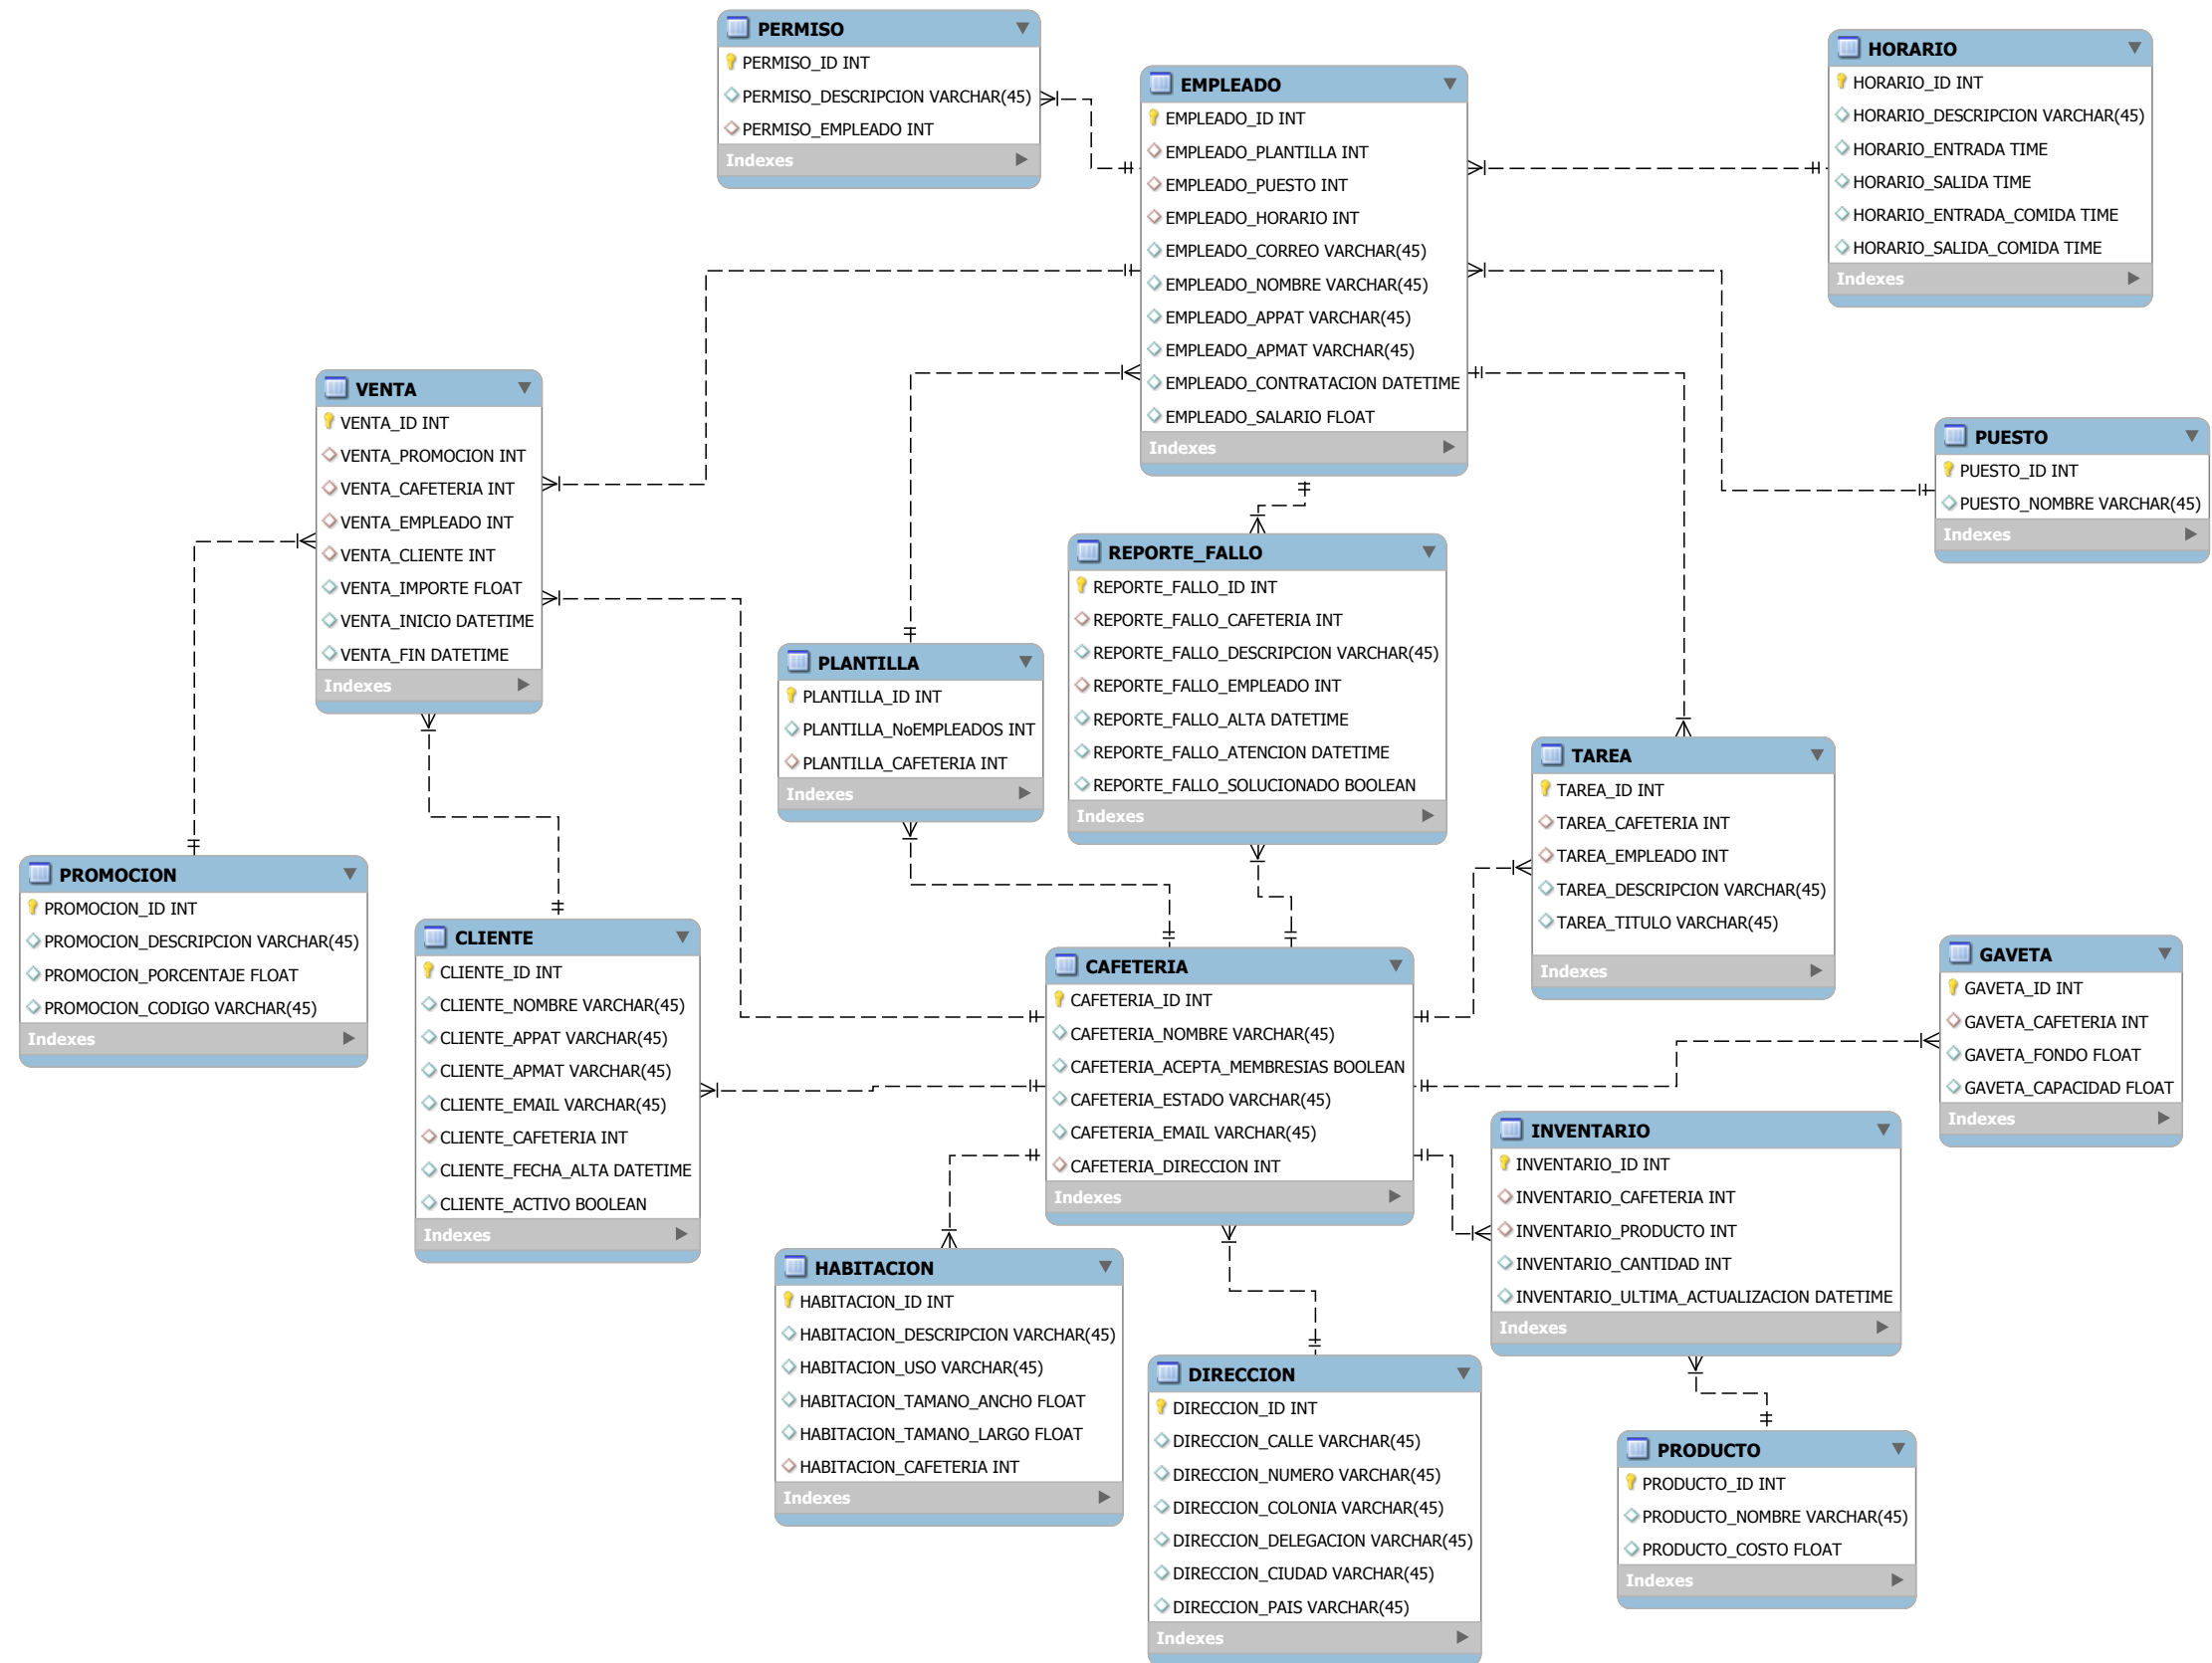 PERMISO
PERMISO_ID INT
PERMISO_DESCRIPCION VARCHAR(45)
PERMISO_EMPLEADO INT
Indexes
EMPLEADO
EMPLEADO_ID INT
EMPLEADO_PLANTILLA INT
EMPLEADO_PUESTO INT
EMPLEADO_HORARIO INT
EMPLEADO_CORREO VARCHAR(45)
EMPLEADO_NOMBRE VARCHAR(45)
EMPLEADO_APPAT VARCHAR(45)
EMPLEADO_APMAT VARCHAR(45)
EMPLEADO_CONTRATACION DATETIME
EMPLEADO_SALARIO FLOAT
Indexes
HORARIO
HORARIO_ID INT
HORARIO_DESCRIPCION VARCHAR(45)
HORARIO_ENTRADA TIME
HORARIO_SALIDA TIME
HORARIO_ENTRADA_COMIDA TIME
HORARIO_SALIDA_COMIDA TIME
Indexes
VENTA
VENTA_ID INT
VENTA_PROMOCION INT
VENTA_CAFETERIA INT
VENTA_EMPLEADO INT
VENTA_CLIENTE INT
VENTA_IMPORTE FLOAT
VENTA_INICIO DATETIME
VENTA_FIN DATETIME
Indexes
PUESTO
PUESTO_ID INT
PUESTO_NOMBRE VARCHAR(45)
Indexes
REPORTE_FALLO
REPORTE_FALLO_ID INT
REPORTE_FALLO_CAFETERIA INT
REPORTE_FALLO_DESCRIPCION VARCHAR(45)
REPORTE_FALLO_EMPLEADO INT
REPORTE_FALLO_ALTA DATETIME
REPORTE_FALLO_ATENCION DATETIME
REPORTE_FALLO_SOLUCIONADO BOOLEAN
Indexes
PLANTILLA
PLANTILLA_ID INT
PLANTILLA_NoEMPLEADOS INT
PLANTILLA_CAFETERIA INT
Indexes
TAREA
TAREA_ID INT
TAREA_CAFETERIA INT
TAREA_EMPLEADO INT
TAREA_DESCRIPCION VARCHAR(45)
TAREA_TITULO VARCHAR(45)
Indexes
PROMOCION
PROMOCION_ID INT
PROMOCION_DESCRIPCION VARCHAR(45)
PROMOCION_PORCENTAJE FLOAT
PROMOCION_CODIGO VARCHAR(45)
Indexes
CLIENTE
CLIENTE_ID INT
CLIENTE_NOMBRE VARCHAR(45)
CLIENTE_APPAT VARCHAR(45)
CLIENTE_APMAT VARCHAR(45)
CLIENTE_EMAIL VARCHAR(45)
CLIENTE_CAFETERIA INT
CLIENTE_FECHA_ALTA DATETIME
CLIENTE_ACTIVO BOOLEAN
Indexes
CAFETERIA
CAFETERIA_ID INT
CAFETERIA_NOMBRE VARCHAR(45)
CAFETERIA_ACEPTA_MEMBRESIAS BOOLEAN
CAFETERIA_ESTADO VARCHAR(45)
CAFETERIA_EMAIL VARCHAR(45)
CAFETERIA_DIRECCION INT
Indexes
GAVETA
GAVETA_ID INT
GAVETA_CAFETERIA INT
GAVETA_FONDO FLOAT
GAVETA_CAPACIDAD FLOAT
Indexes
INVENTARIO
INVENTARIO_ID INT
INVENTARIO_CAFETERIA INT
INVENTARIO_PRODUCTO INT
INVENTARIO_CANTIDAD INT
INVENTARIO_ULTIMA_ACTUALIZACION DATETIME
Indexes
HABITACION
HABITACION_ID INT
HABITACION_DESCRIPCION VARCHAR(45)
HABITACION_USO VARCHAR(45)
HABITACION_TAMANO_ANCHO FLOAT
HABITACION_TAMANO_LARGO FLOAT
HABITACION_CAFETERIA INT
Indexes
DIRECCION
DIRECCION_ID INT
DIRECCION_CALLE VARCHAR(45)
DIRECCION_NUMERO VARCHAR(45)
DIRECCION_COLONIA VARCHAR(45)
DIRECCION_DELEGACION VARCHAR(45)
DIRECCION_CIUDAD VARCHAR(45)
DIRECCION_PAIS VARCHAR(45)
Indexes
PRODUCTO
PRODUCTO_ID INT
PRODUCTO_NOMBRE VARCHAR(45)
PRODUCTO_COSTO FLOAT
Indexes